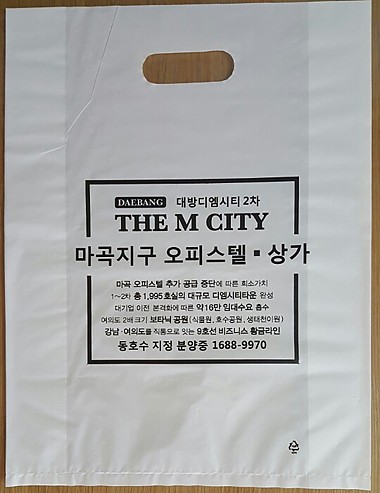 DAEBANG 대방디엠시티 2차
THE M CITY
마곡지구 오피스텔▪상가
마곡 오피스텔 추가 공급 중단에 따른 희소가치
1~2차 총 1,995호실의 대규모 디엠시티타운 완성
대기업 이전 본격화에 따른 약16만 임대수요 흡수
여의도 2배 크기 보타닉 공원(식물원, 호수공원, 생태천이원)
강남·여의도를 직통으로 잇는 9호선 비즈니스 황금라인
동호수 지정 분양중 1688-9970